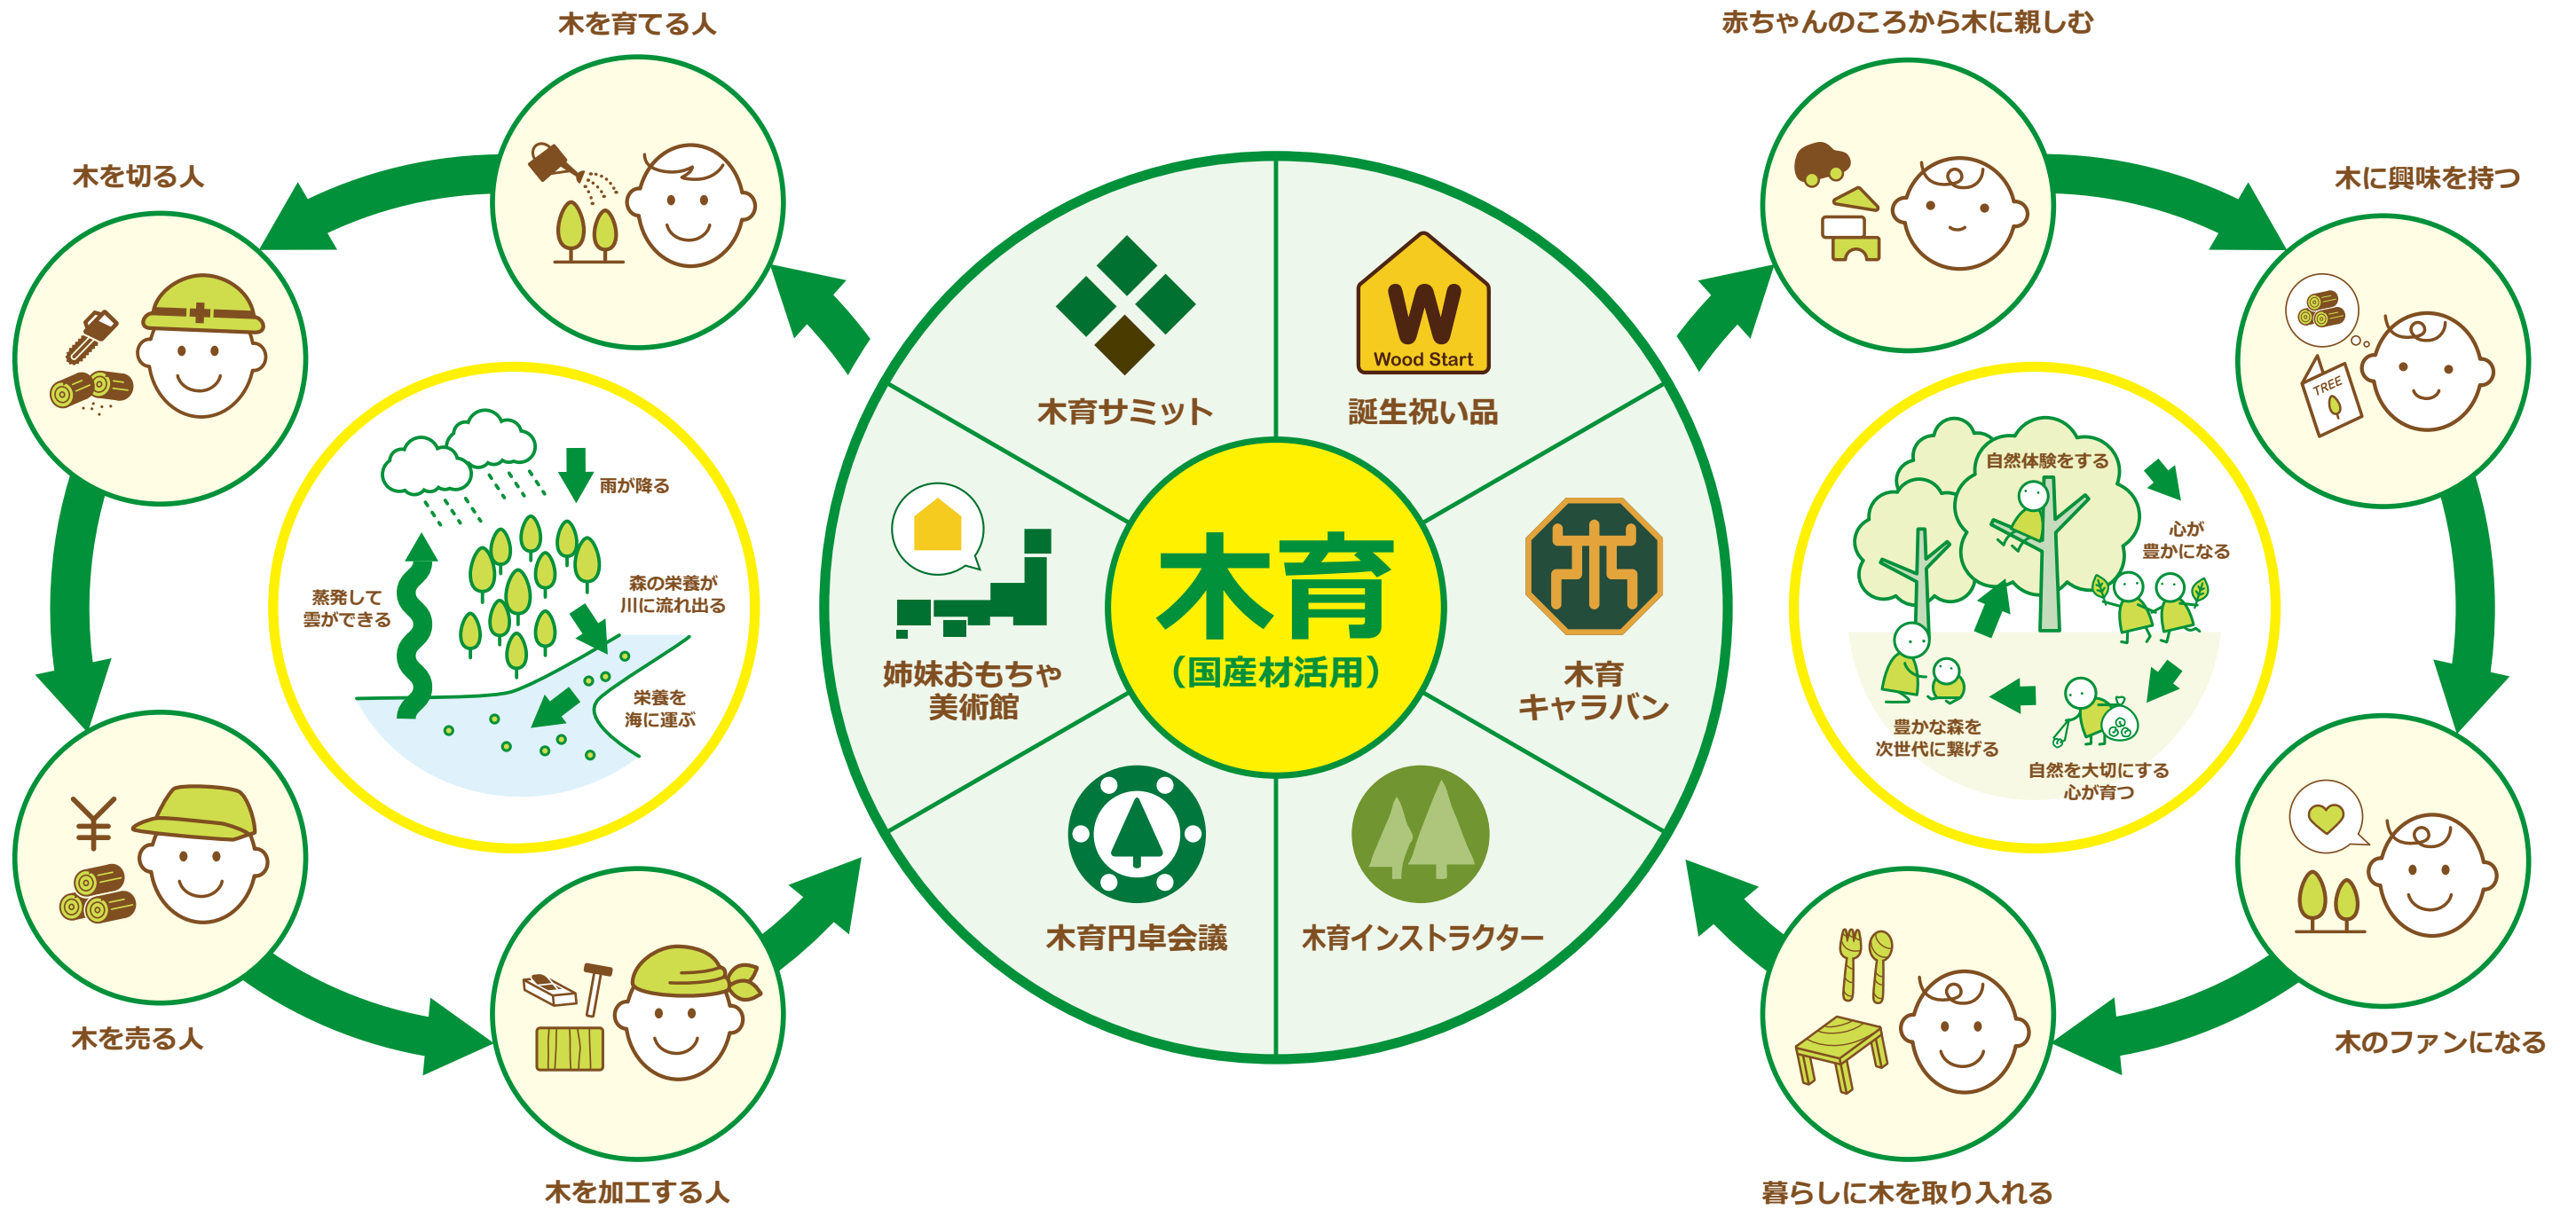 木を育てる人
木を切る人
木を売る人
木を加工する人
雨が降る
森の栄養が
川に流れ出る
栄養を
海に運ぶ
蒸発して
雲ができる
木育
（国産材活用）
木育サミット
Wood Start
誕生祝い品
木育
キャラバン
木育インストラクター
木育円卓会議
姉妹おもちゃ
美術館
赤ちゃんのころから木に親しむ
木に興味を持つ
TREE
木のファンになる
暮らしに木を取り入れる
自然体験をする
心が
豊かになる
自然を大切にする
心が育つ
豊かな森を
次世代に繋げる